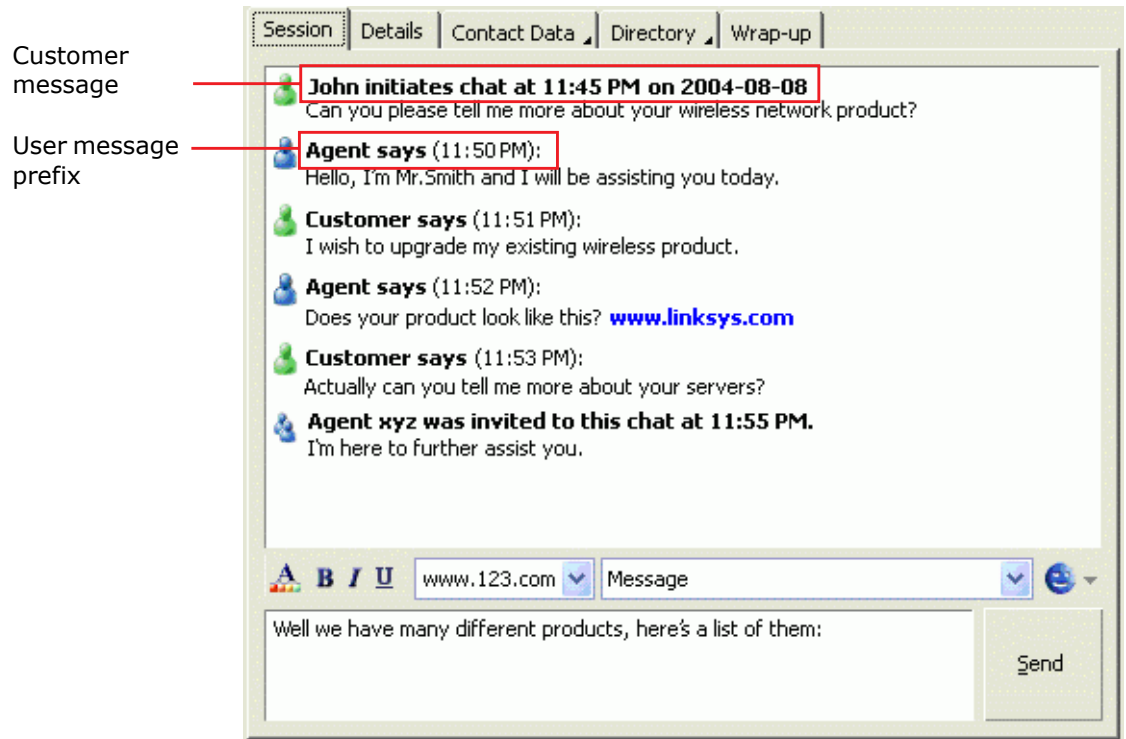 Session Details Contact Data Directory Wrap-up
Customer
message
John initiates chat at 11:45 PM on 2004-08-08
Can you please tell me more about your wireless network product?
User message
prefix
Agent says (11:50 PM):
Hello, I'm Mr.Smith and I will be assisting you today.
Customer says (11:51 PM):
I wish to upgrade my existing wireless product.
Agent says (11:52 PM):
Does your product look like this? www.linksys.com
Customer says (11:53 PM):
Actually can you tell me more about your servers?
Agent xyz was invited to this chat at 11:55 PM.
I'm here to further assist you.
A B I U www.123.com Message
Well we have many different products, here's a list of them:
Send